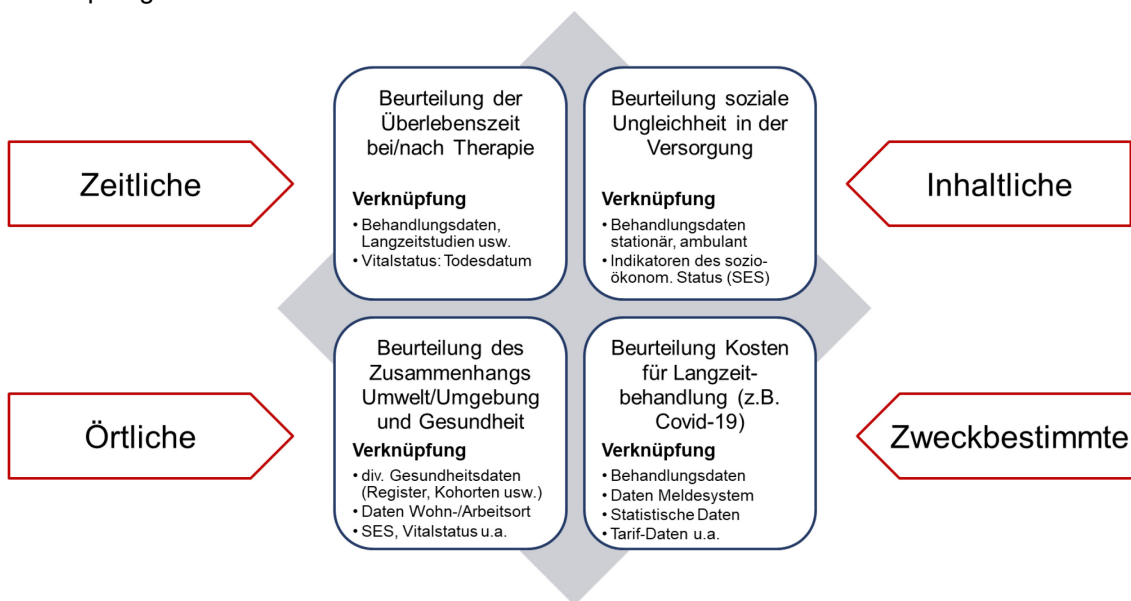 Beurteilung der
Überlebenszeit
bei/nach Therapie
Verknüpfung
• Behandlungsdaten,
Langzeitstudien usw.
• Vitalstatus: Todesdatum
Beurteilung soziale
Ungleichheit in der
Versorgung
Verknüpfung
• Behandlungsdaten
stationär, ambulant
• Indikatoren des sozio-
ökonom. Status (SES)
Zeitliche
Inhaltliche
Beurteilung des
Zusammenhangs
Umwelt/Umgebung
und Gesundheit
Verknüpfung
• div. Gesundheitsdaten
(Register, Kohorten usw.)
• Daten Wohn-/Arbeitsort
• SES, Vitalstatus u.a.
Beurteilung Kosten
für Langzeit-
behandlung (z.B.
Covid-19)
Verknüpfung
• Behandlungsdaten
• Daten Meldesystem
• Statistische Daten
• Tarif-Daten u.a.
Örtliche
Zweckbestimmte